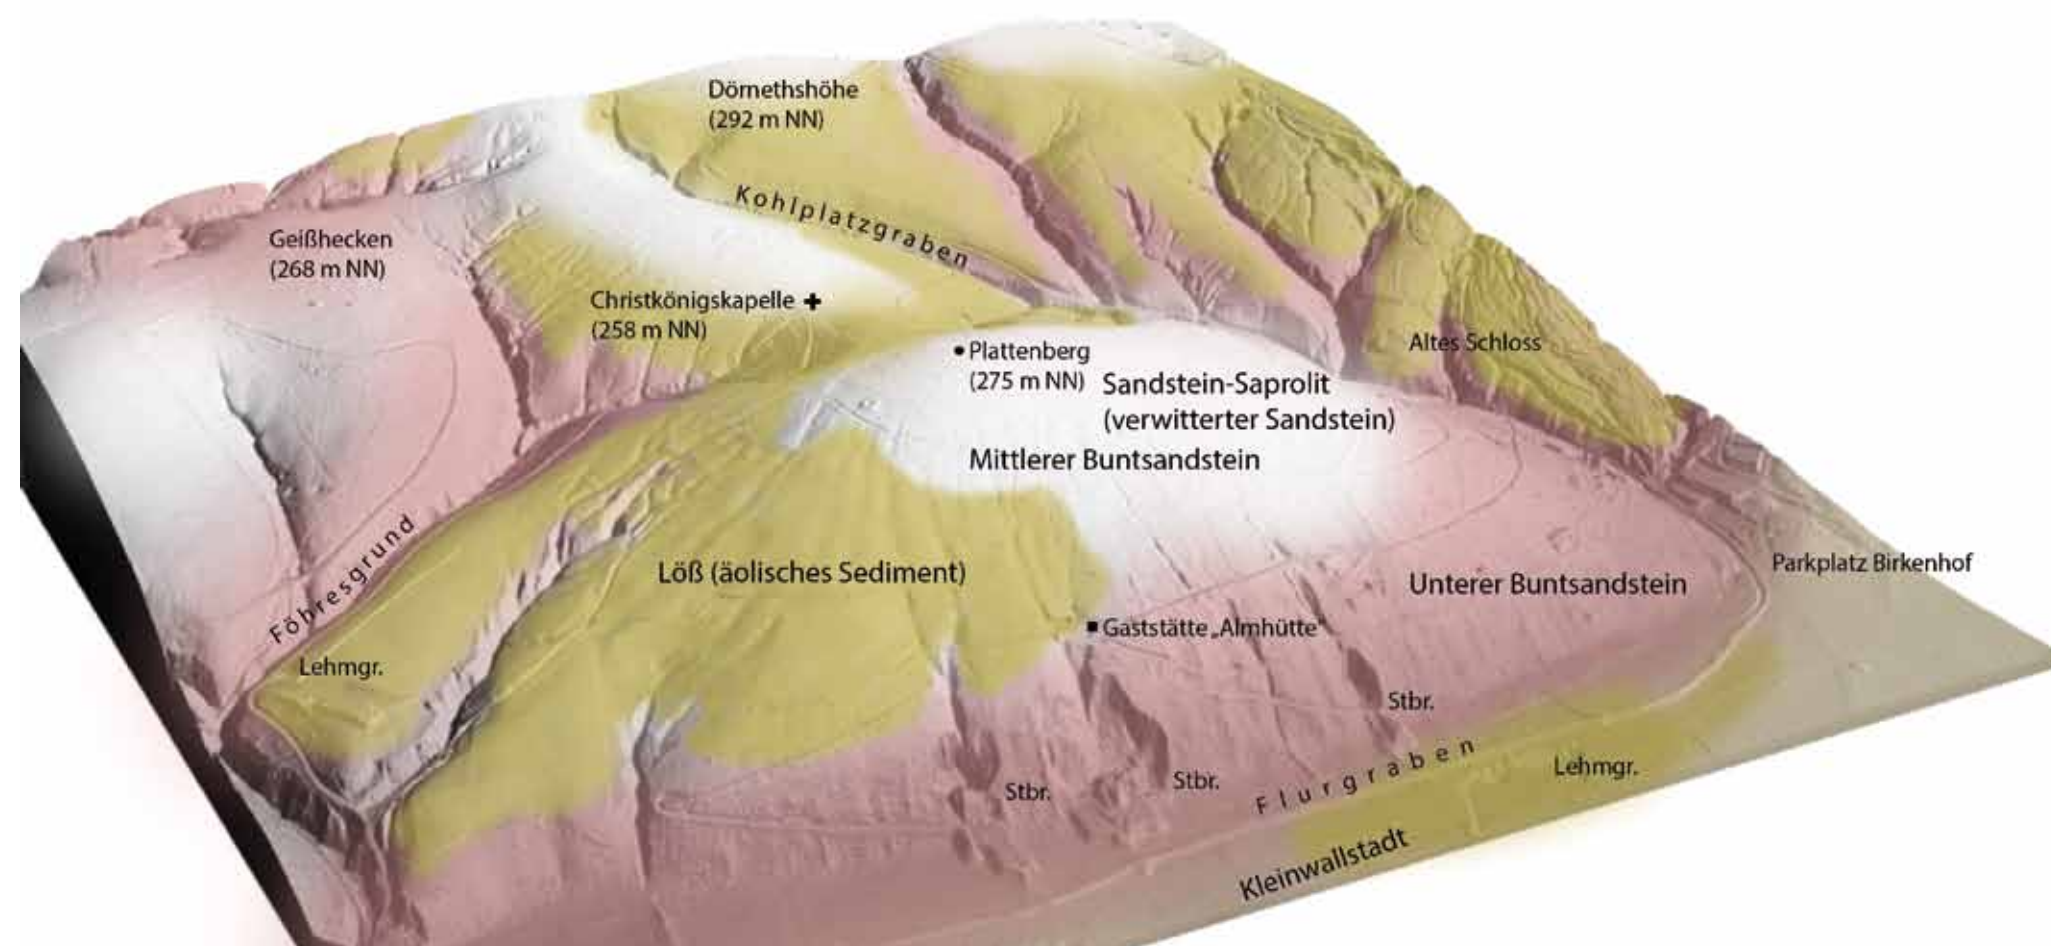 Dörnethshöhe
(292 m NN)
Kohlplatzgraben
Geißhecken
(268 m NN)
Christkönigskapelle
(258 m NN)
Altes Schloss
Plattenberg
(275 m NN)
Sandstein-Saprolit
(verwitterter Sandstein)
Mittlerer Buntsandstein
Föhresgrund
Löß (äolisches Sediment)
Parkplatz Birkenhof
Unterer Buntsandstein
Gaststätte „Almhütte“
Lehmgr.
Stbr.
Flurgraben
Lehmgr.
Stbr.
Stbr.
Kleinwallstadt